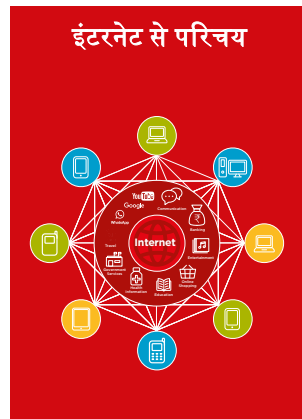 इंटरनेट से परिचय
YouTube
Google
Communication
WhatsApp
Banking
Internet
Travel
Entertainment
Government
Services
Online
Shopping
Health
Information
Education